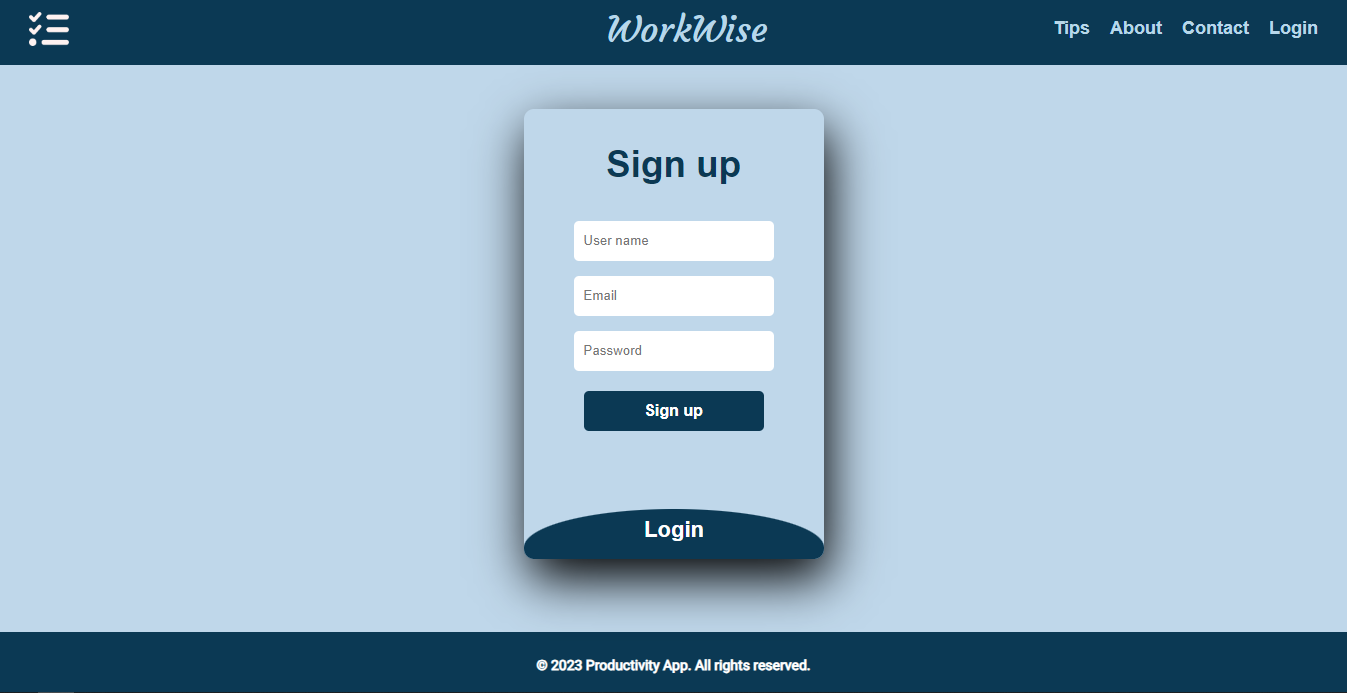 WorkWise
Tips About Contact Login
Sign up
User name
Email
Password
Sign up
Login
© 2023 Productivity App. All rights reserved.